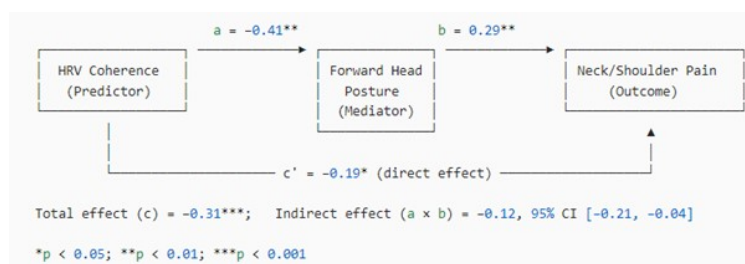 a = −0.41** b = 0.29**
HRV Coherence Forward Head Neck/Shoulder Pain
(Predictor) Posture (Outcome)
(Mediator)
c' = −0.19* (direct effect)
Total effect (c) = −0.31***; Indirect effect (a × b) = −0.12, 95% CI [−0.21, −0.04]
*p < 0.05; **p < 0.01; ***p < 0.001